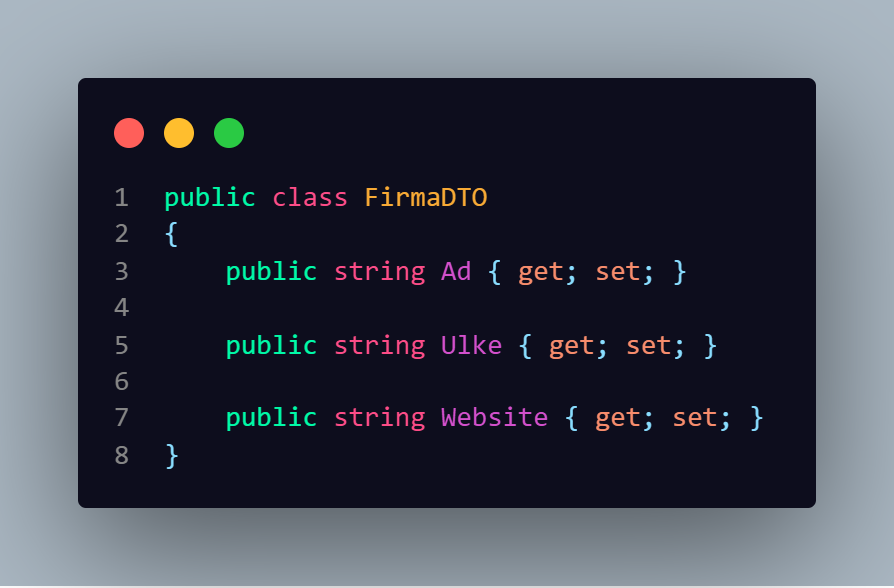 1 public class FirmaDTO
2 {
3 public string Ad { get; set; }
4
5 public string Ulke { get; set; }
6
7 public string Website { get; set; }
8 }